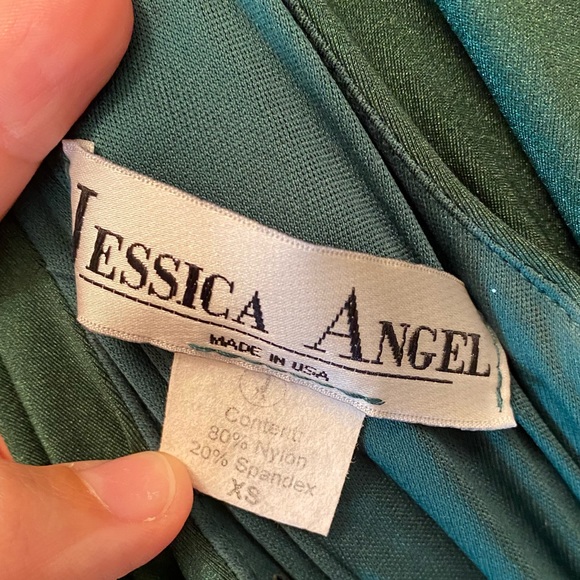 JESSICA ANGEL
MADE IN USA
Content:
80% Nylon
20% Spandex
XS